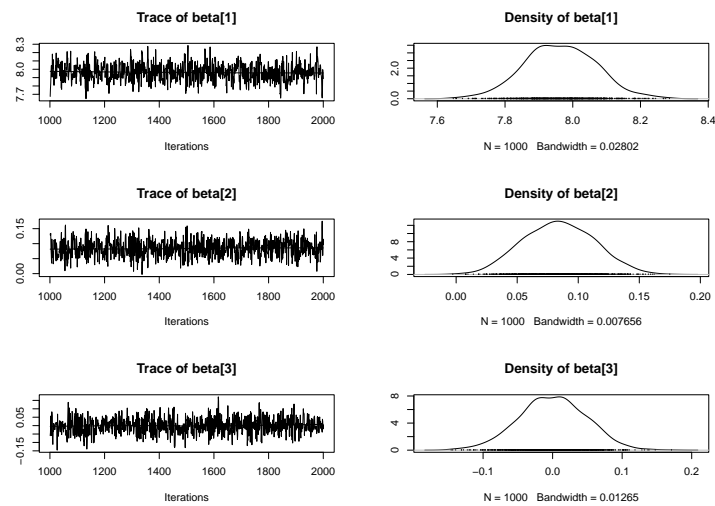 Trace of beta[1]
8.3
8.0
7.7
1000 1200 1400 1600 1800 2000
Iterations
Density of beta[1]
2.0
0.0
7.6 7.8 8.0 8.2 8.4
N = 1000 Bandwidth = 0.02802
Trace of beta[2]
0.15
0.00
1000 1200 1400 1600 1800 2000
Iterations
Density of beta[2]
8
4
0
0.00 0.05 0.10 0.15 0.20
N = 1000 Bandwidth = 0.007656
Trace of beta[3]
0.05
−0.15
1000 1200 1400 1600 1800 2000
Iterations
Density of beta[3]
8
4
0
−0.1 0.0 0.1 0.2
N = 1000 Bandwidth = 0.01265